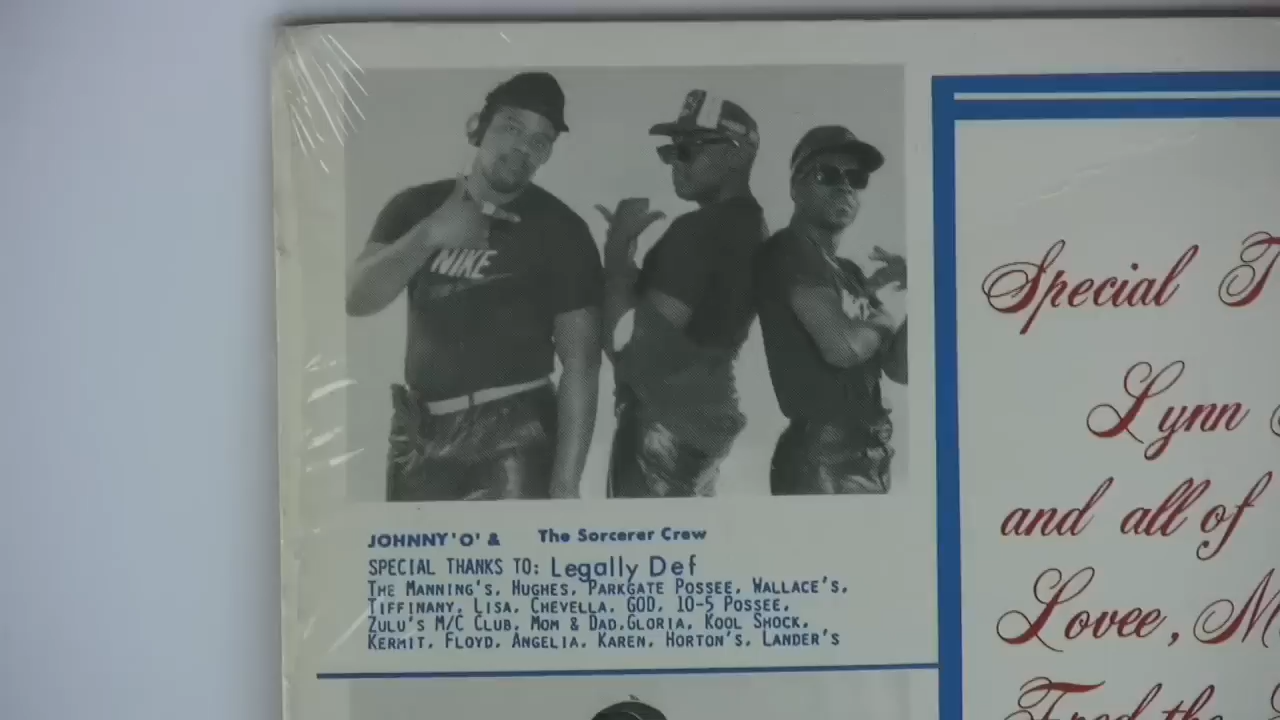 NIKE
JOHNNY 'O' & The Sorcerer Crew
SPECIAL THANKS TO: Legally Def
THE MANNING'S, HUGHES, PARKGATE POSSEE, WALLACE'S,
TIFFINANY, LISA, CHEVELLA, GOD, 10-5 POSSEE,
ZULU'S M/C CLUB, MOM & DAD,GLORIA, KOOL SHOCK,
KERMIT, FLOYD, ANGELIA, KAREN, HORTON'S, LANDER'S
Special
Lynn
and all of
Lovee,